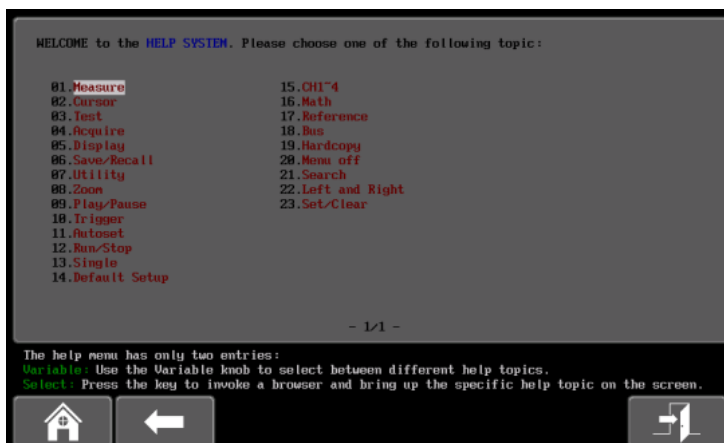 WELCOME to the HELP SYSTEM. Please choose one of the following topic:
01.Measure
02.Cursor
03.Test
04.Acquire
05.Display
06.Save/Recall
07.Utility
08.Zoom
09.Play/Pause
10.Trigger
11.Autoset
12.Run/Stop
13.Single
14.Default Setup
15.CH1~4
16.Math
17.Reference
18.Bus
19.Hardcopy
20.Menu off
21.Search
22.Left and Right
23.Set/Clear
- 1/1 -
The help menu has only two entries:
Variable: Use the Variable knob to select between different help topics.
Select: Press the key to invoke a browser and bring up the specific help topic on the screen.